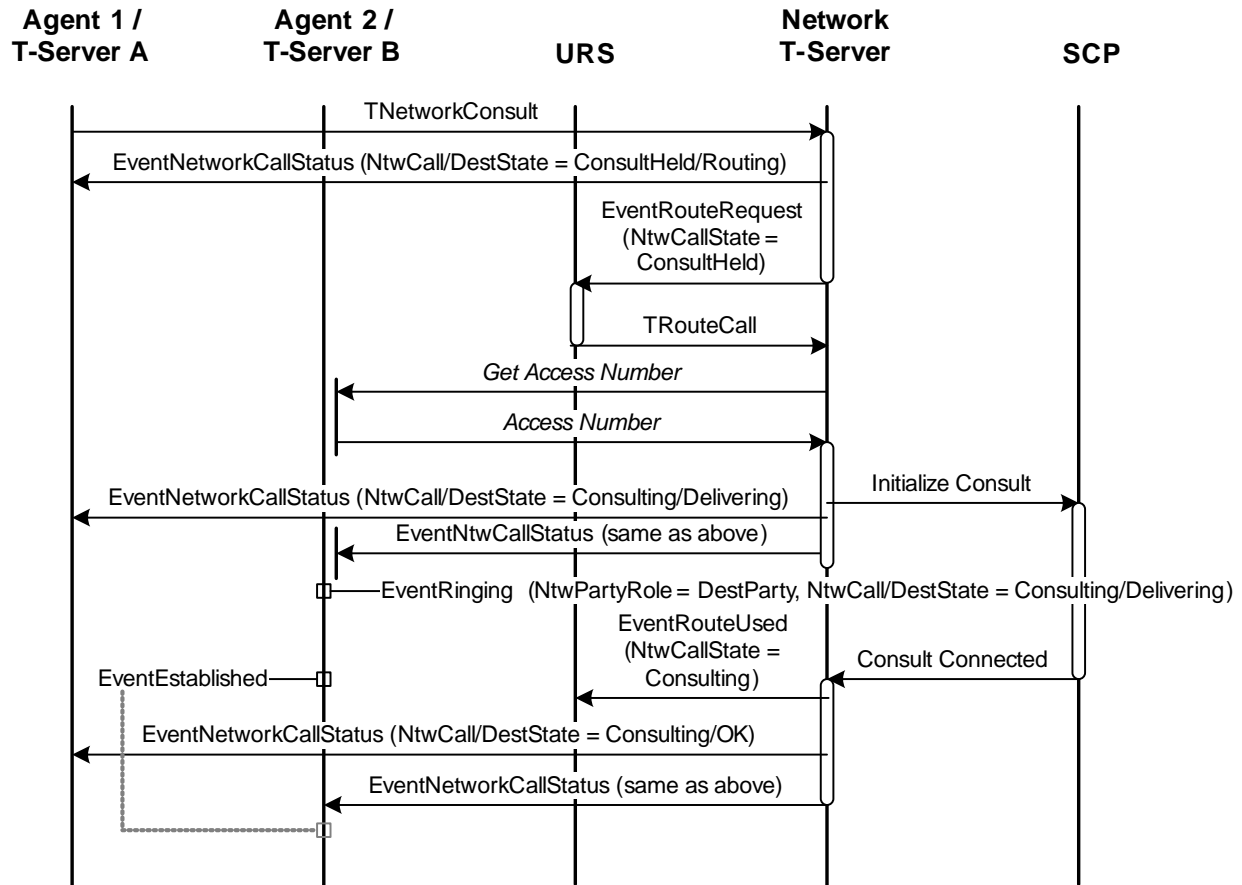 Agent 1 /
T-Server A
Agent 2 /
T-Server B
URS
Network
T-Server
SCP
TNetworkConsult
EventNetworkCallStatus (NtwCall/DestState = ConsultHeld/Routing)
EventRouteRequest
(NtwCallState =
ConsultHeld)
TRouteCall
Get Access Number
Access Number
Initialize Consult
EventNetworkCallStatus (NtwCall/DestState = Consulting/Delivering)
EventNtwCallStatus (same as above)
EventRinging (NtwPartyRole = DestParty, NtwCall/DestState = Consulting/Delivering)
EventRouteUsed
(NtwCallState =
Consulting)
Consult Connected
EventEstablished
EventNetworkCallStatus (NtwCall/DestState = Consulting/OK)
EventNetworkCallStatus (same as above)